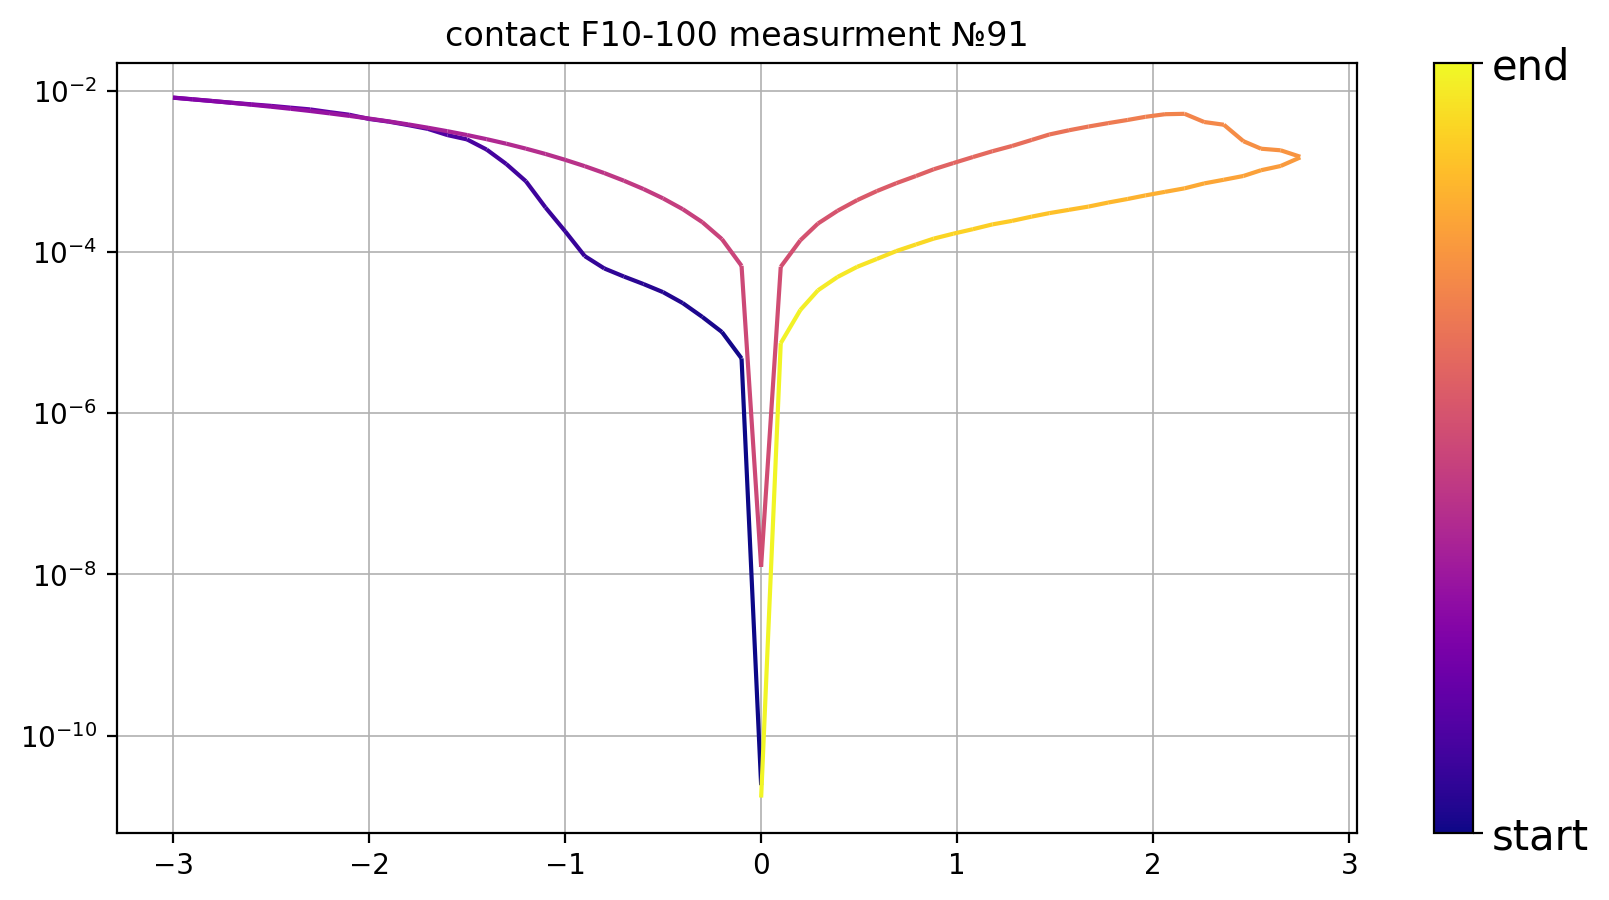 contact F10-100 measurment №91
10⁻²
10⁻⁴
10⁻⁶
10⁻⁸
10⁻¹⁰
−3 −2 −1 0 1 2 3
end
start